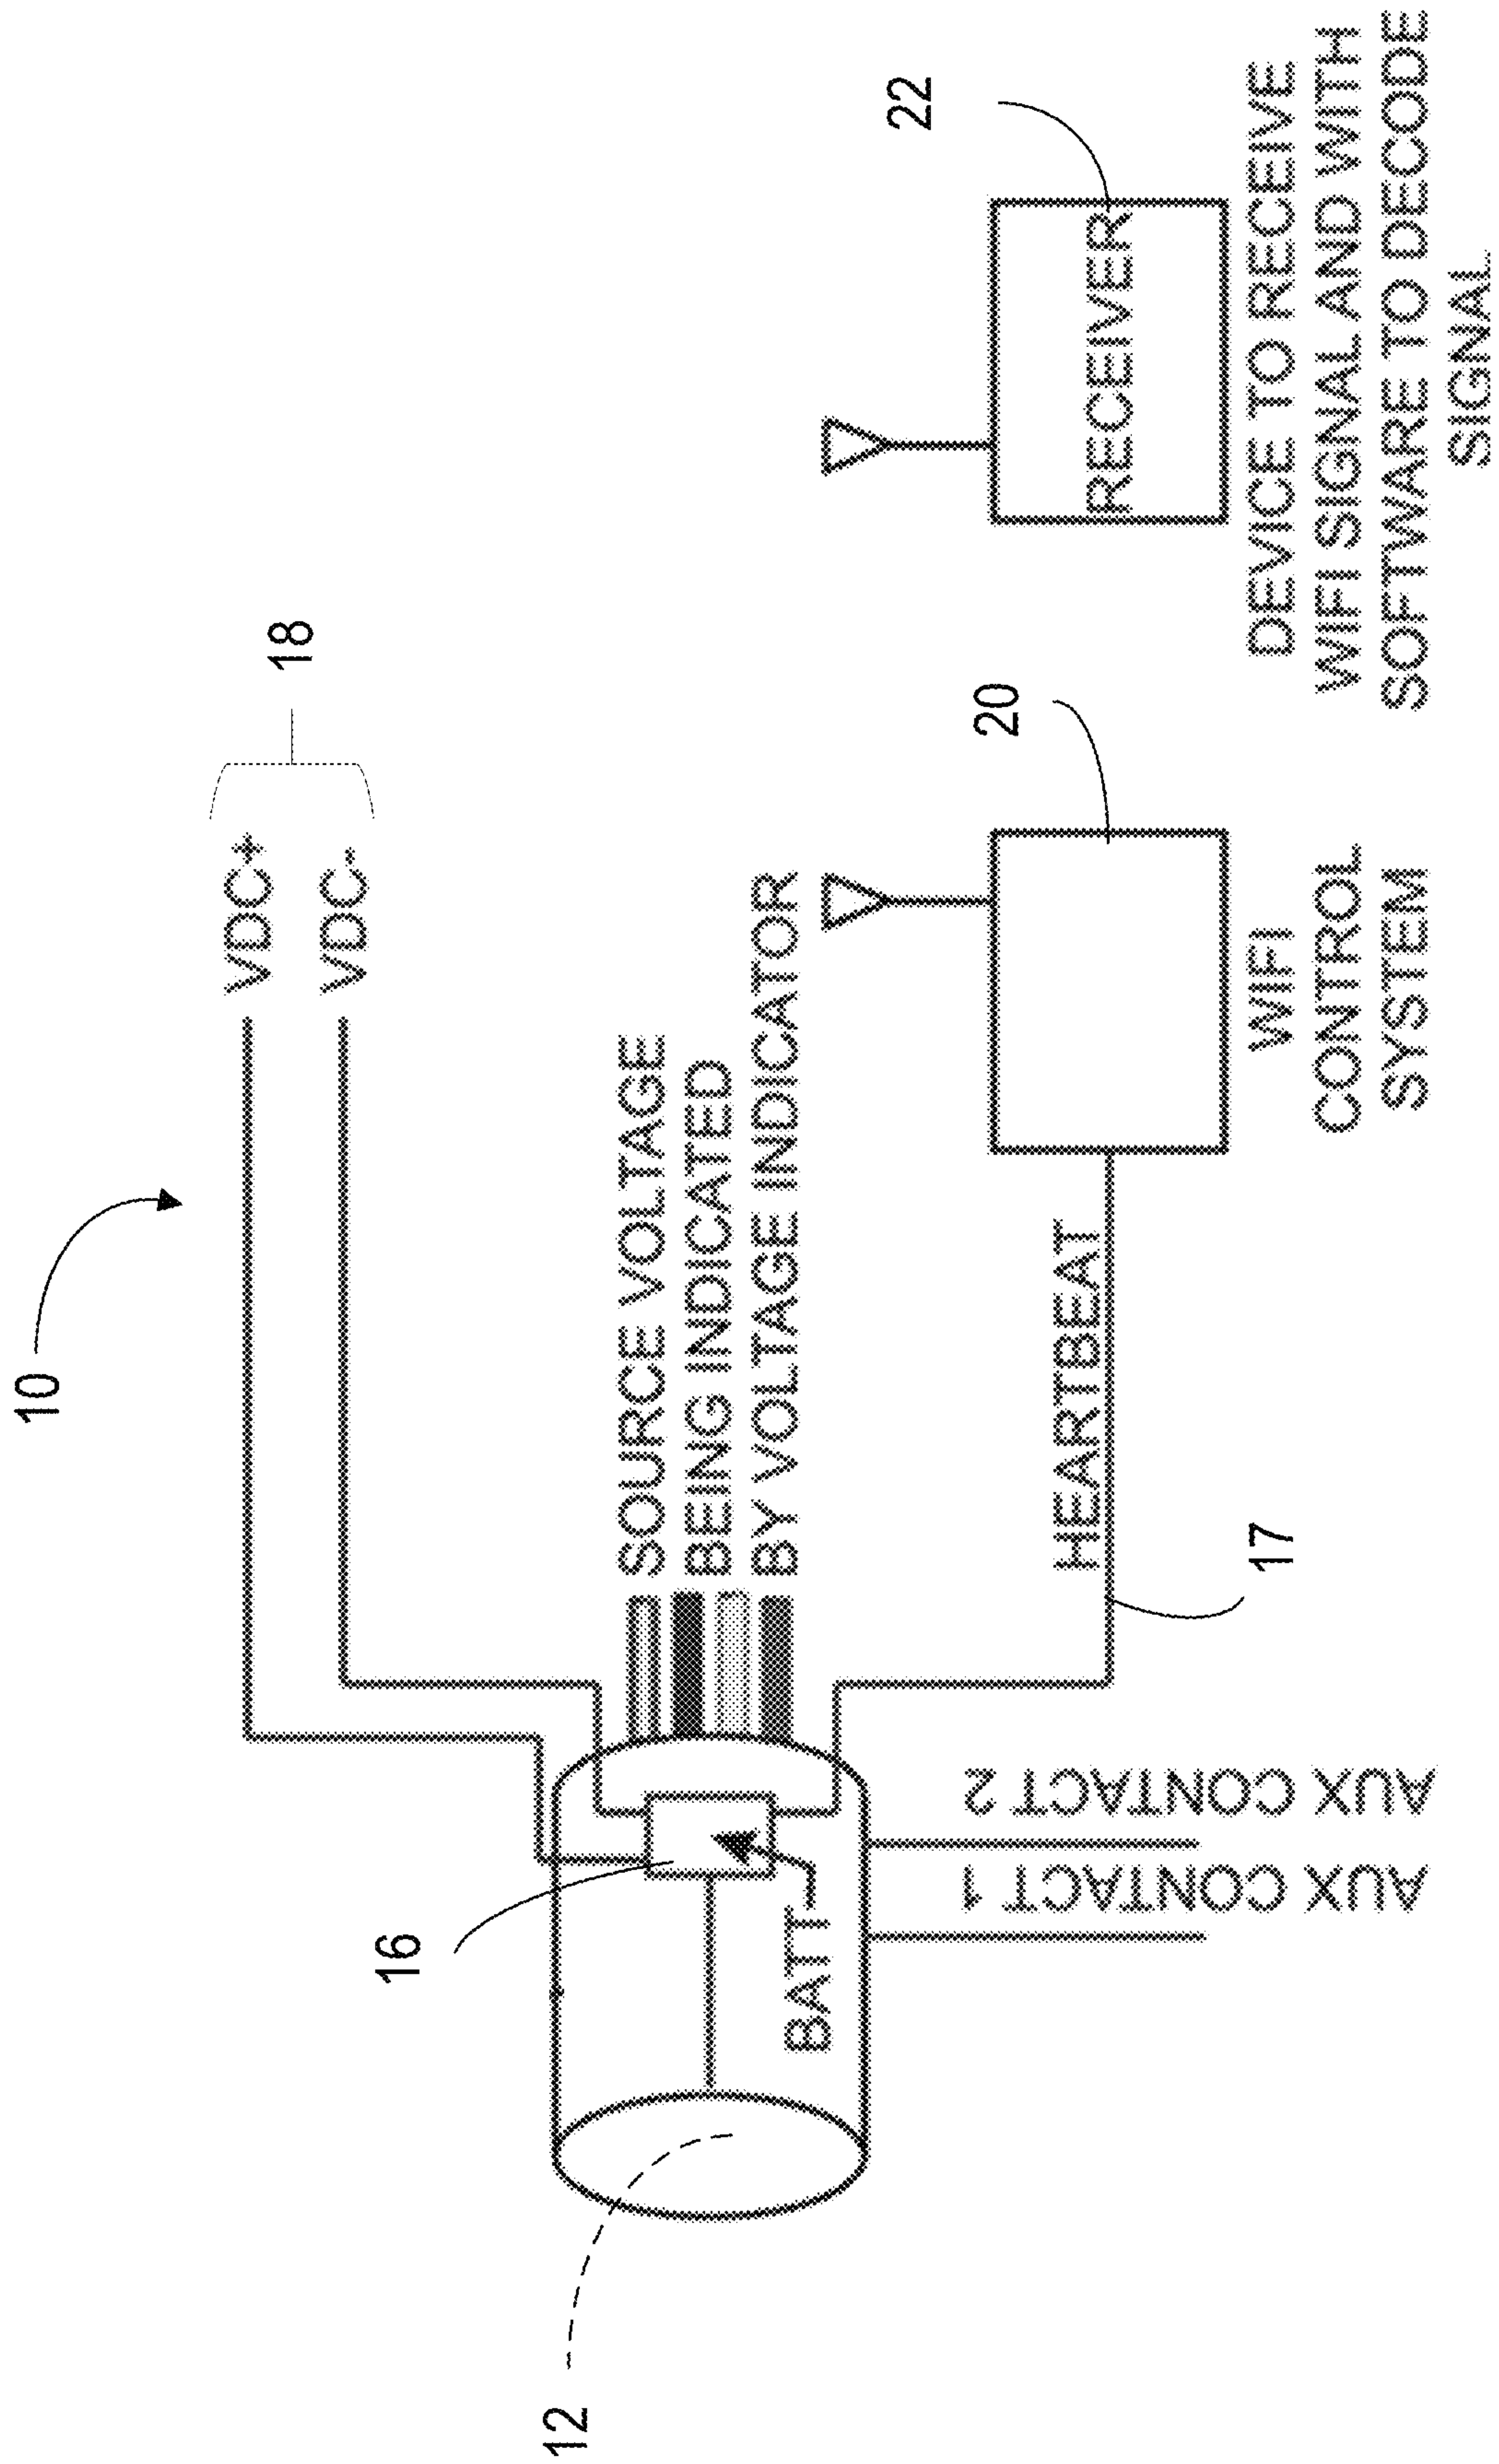 10
VDC+
VDC-
18
16
SOURCE VOLTAGE
BEING INDICATED
BY VOLTAGE INDICATOR
BATT
12
HEARTBEAT
17
AUX CONTACT 1
AUX CONTACT 2
20
WIFI
CONTROL
SYSTEM
22
RECEIVER
DEVICE TO RECEIVE
WIFI SIGNAL AND WITH
SOFTWARE TO DECODE
SIGNAL